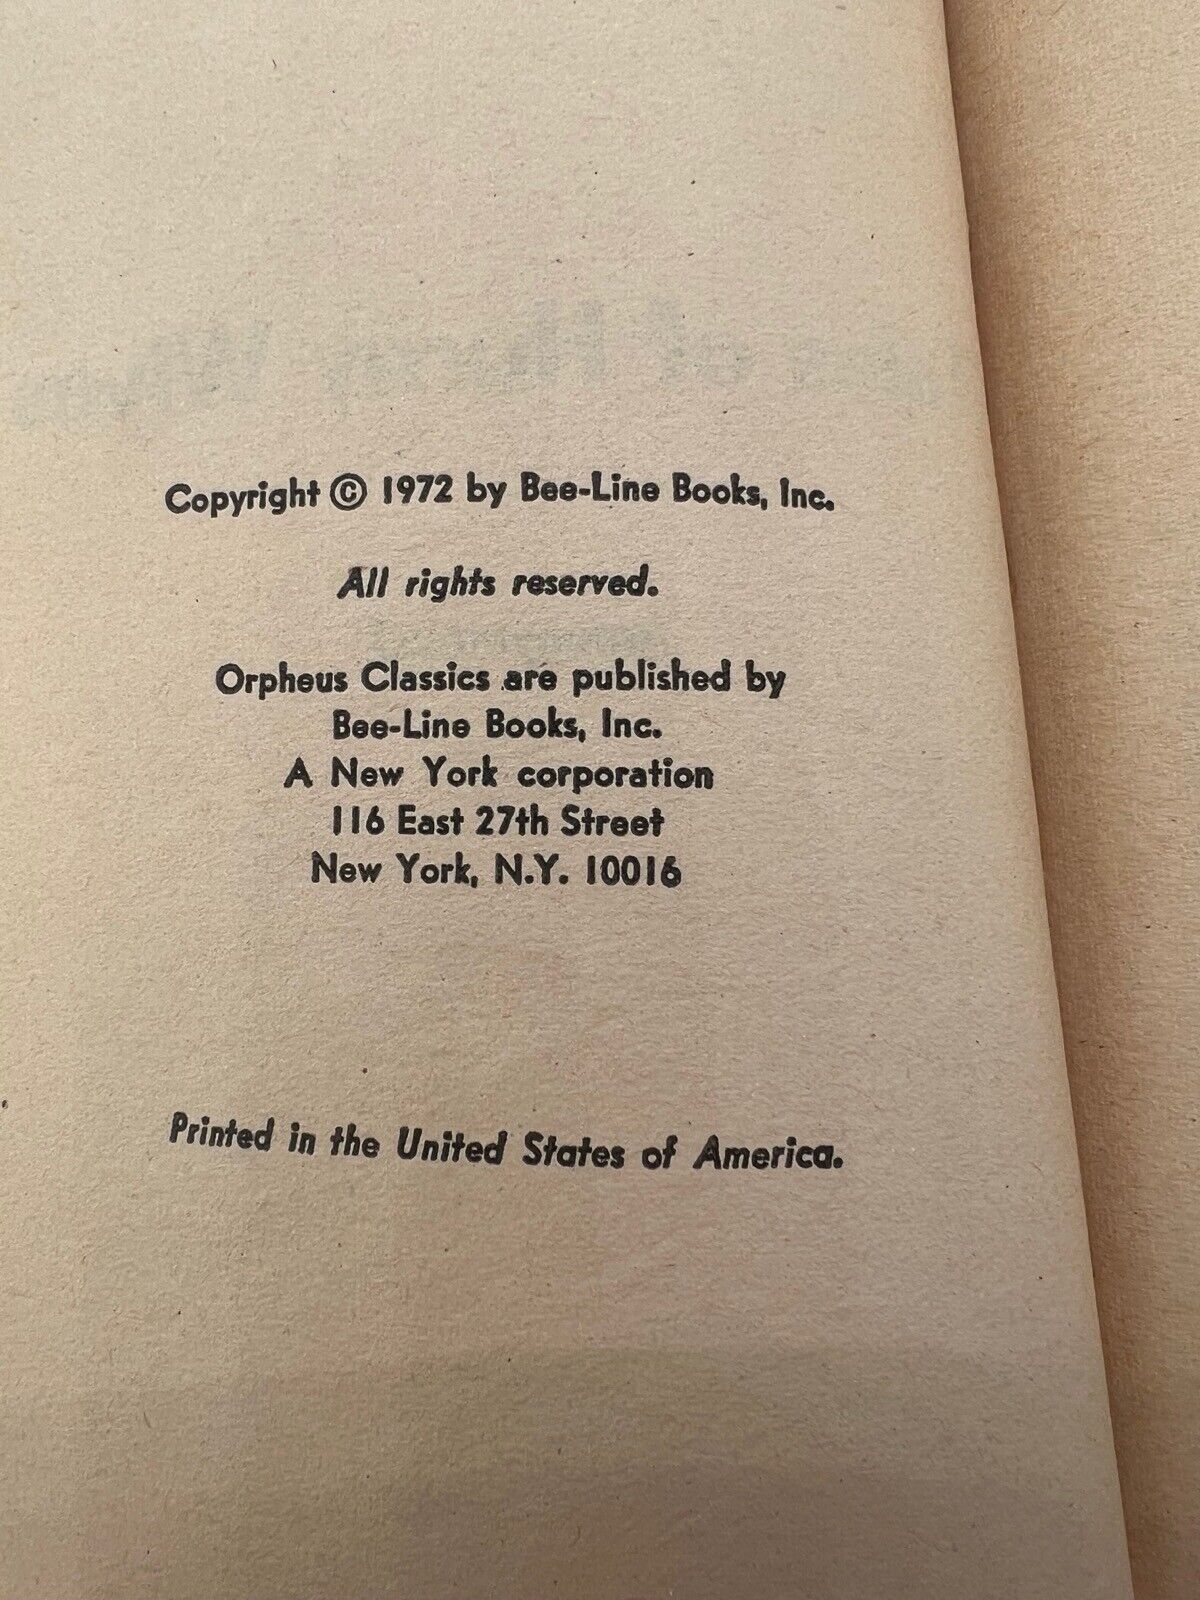 Copyright © 1972 by Bee-Line Books, Inc.
All rights reserved.
Orpheus Classics are published by
Bee-Line Books, Inc.
A New York corporation
116 East 27th Street
New York, N.Y. 10016
Printed in the United States of America.